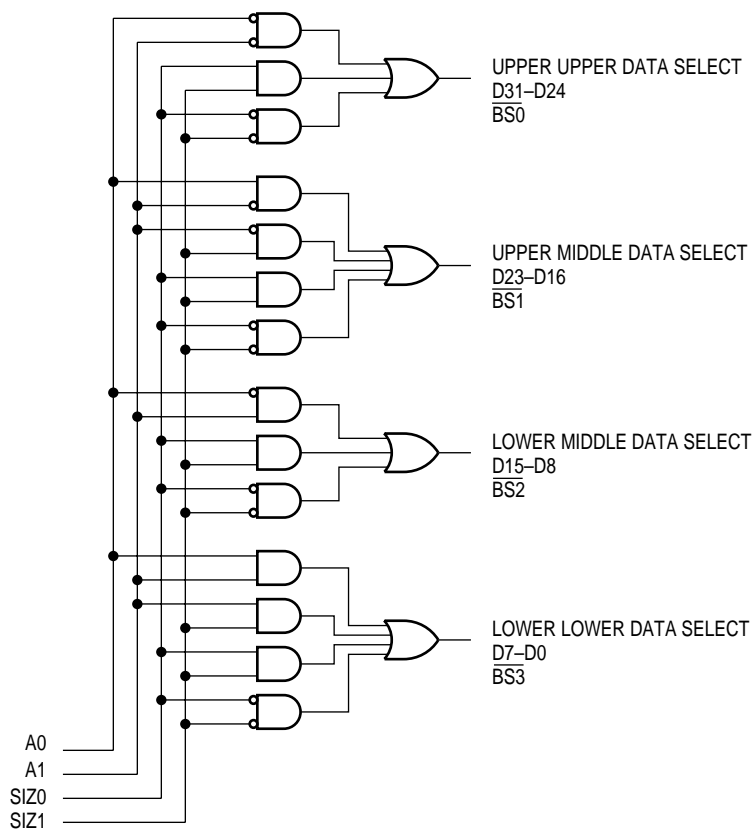 UPPER UPPER DATA SELECT
D31–D24
BS0
UPPER MIDDLE DATA SELECT
D23–D16
BS1
LOWER MIDDLE DATA SELECT
D15–D8
BS2
LOWER LOWER DATA SELECT
D7–D0
BS3
A0
A1
SIZ0
SIZ1